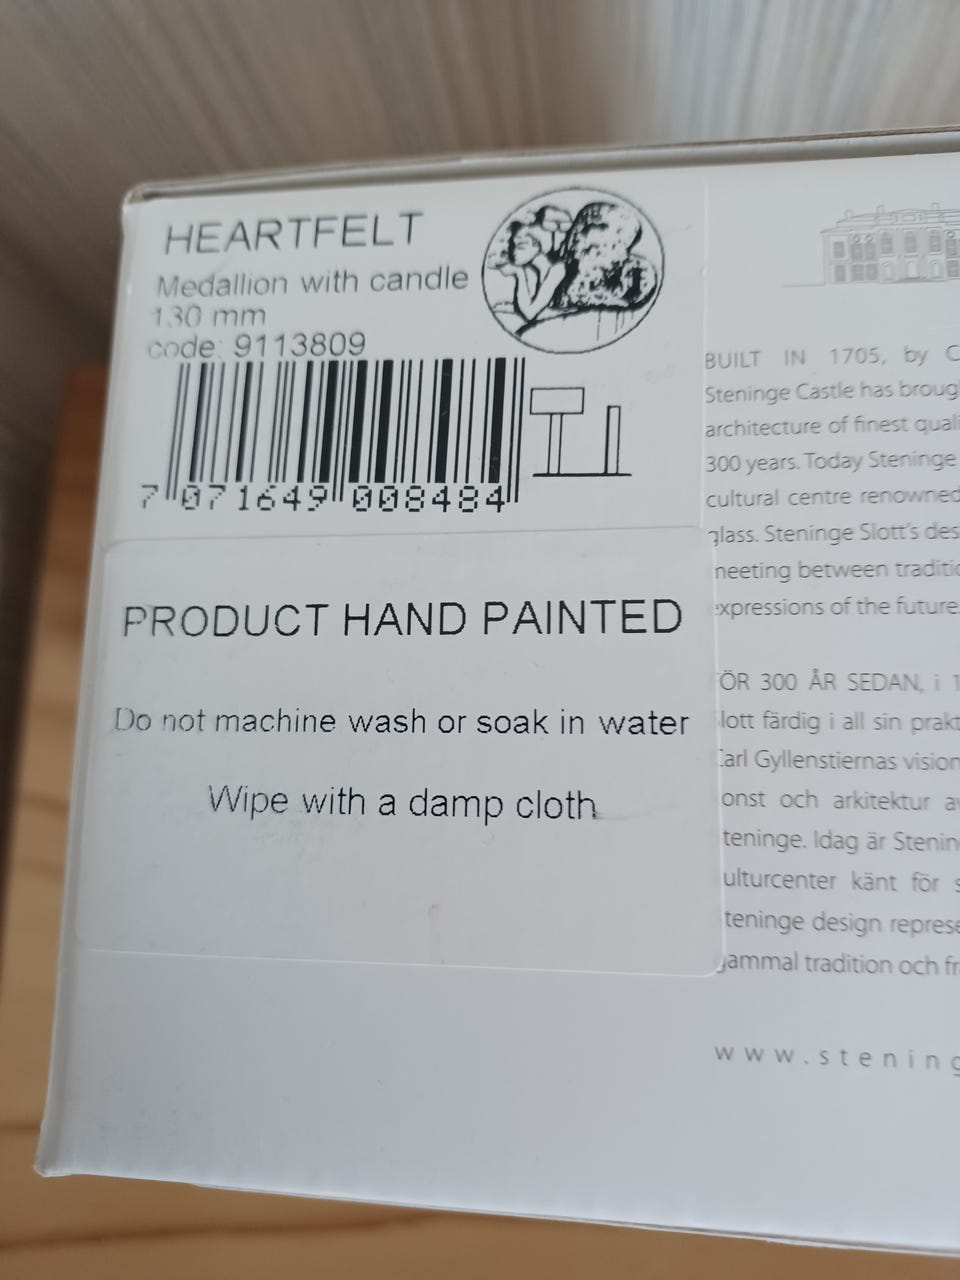 HEARTFELT
Medallion with candle
130 mm
code: 9113809
7 071649 008484
PRODUCT HAND PAINTED
Do not machine wash or soak in water
Wipe with a damp cloth
BUILT IN 1705, by
Steninge Castle has
architecture of finest
300 years. Today Steninge
cultural centre renowned
glass. Steninge Slott's
meeting between
expressions of the future
300 ÅR SEDAN, i
färdig i all sin
Gyllenstiernas
och arkitektur
Idag är
känt för
design
tradition och